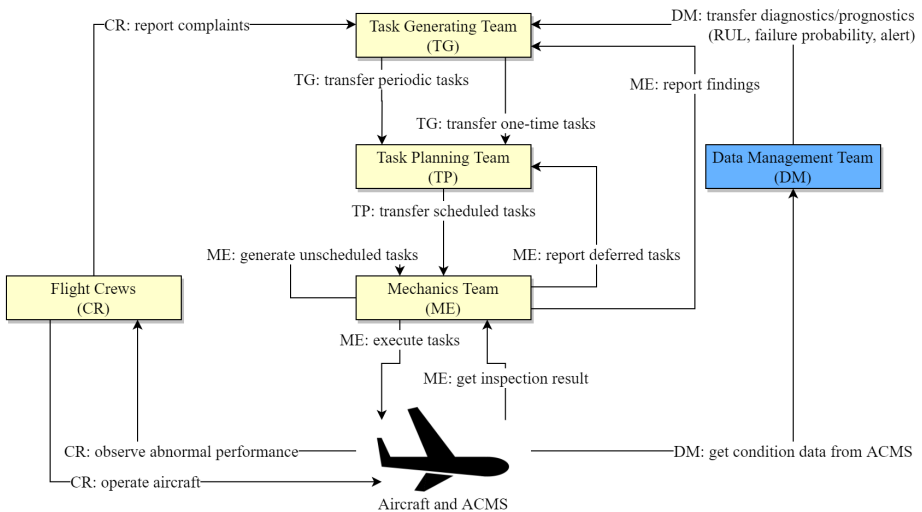 CR: report complaints
Task Generating Team
(TG)
DM: transfer diagnostics/prognostics
(RUL, failure probability, alert)
TG: transfer periodic tasks
ME: report findings
TG: transfer one-time tasks
Task Planning Team
(TP)
Data Management Team
(DM)
TP: transfer scheduled tasks
ME: generate unscheduled tasks
ME: report deferred tasks
Flight Crews
(CR)
Mechanics Team
(ME)
ME: execute tasks
ME: get inspection result
CR: observe abnormal performance
DM: get condition data from ACMS
CR: operate aircraft
Aircraft and ACMS